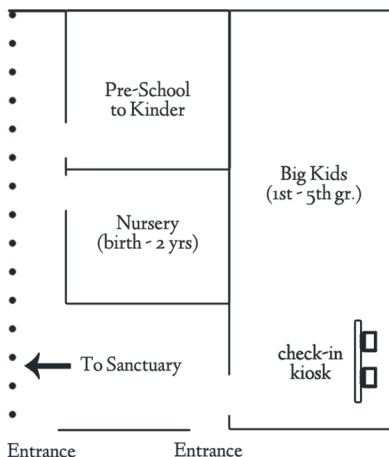 Pre-School
to Kinder
Big Kids
(1st - 5th gr.)
Nursery
(birth - 2 yrs)
check-in
kiosk
To Sanctuary
Entrance
Entrance